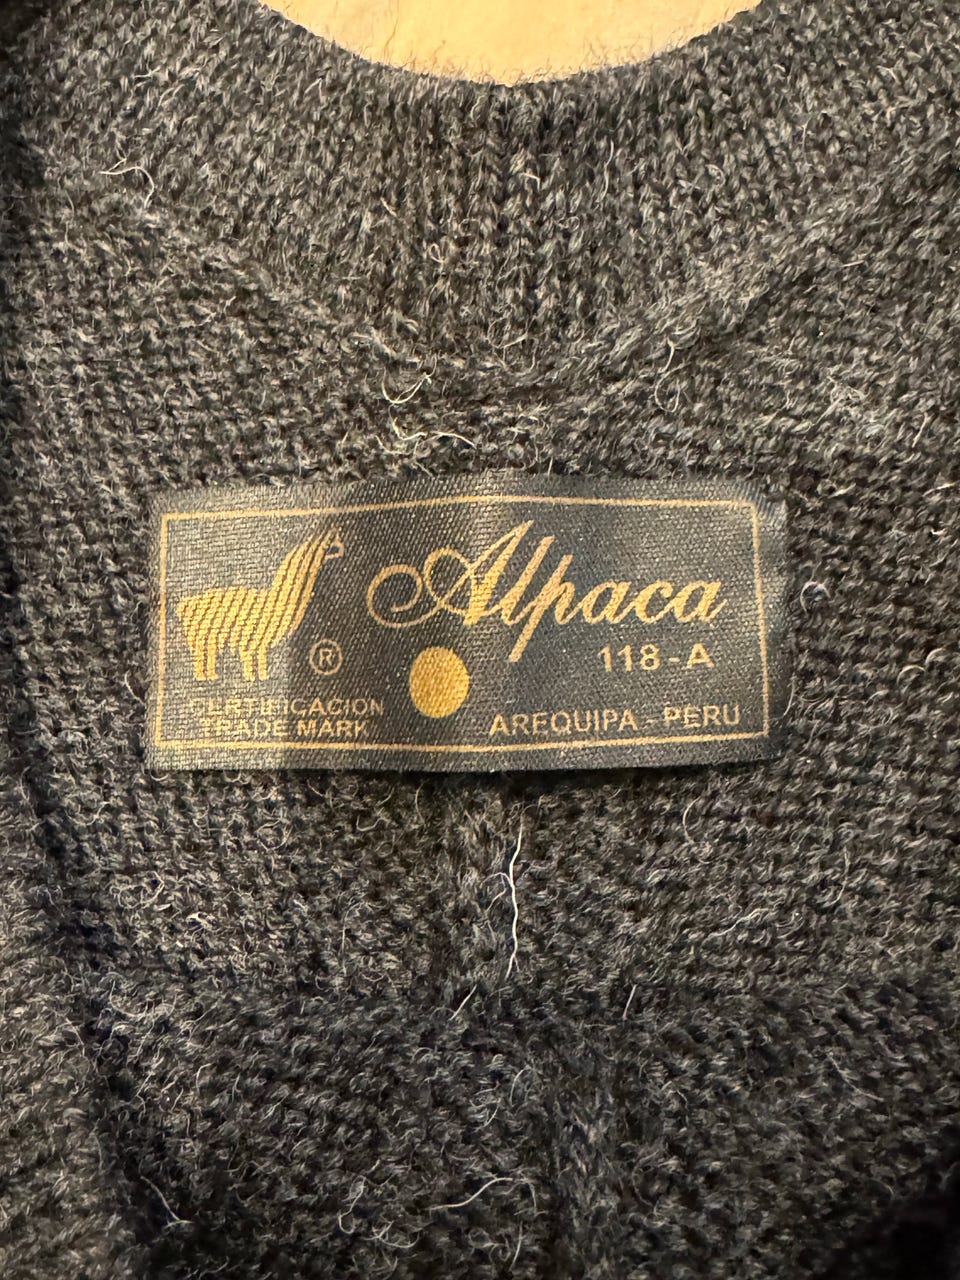 Alpaca
118-A
®
CERTIFICACION
TRADE MARK
AREQUIPA - PERU